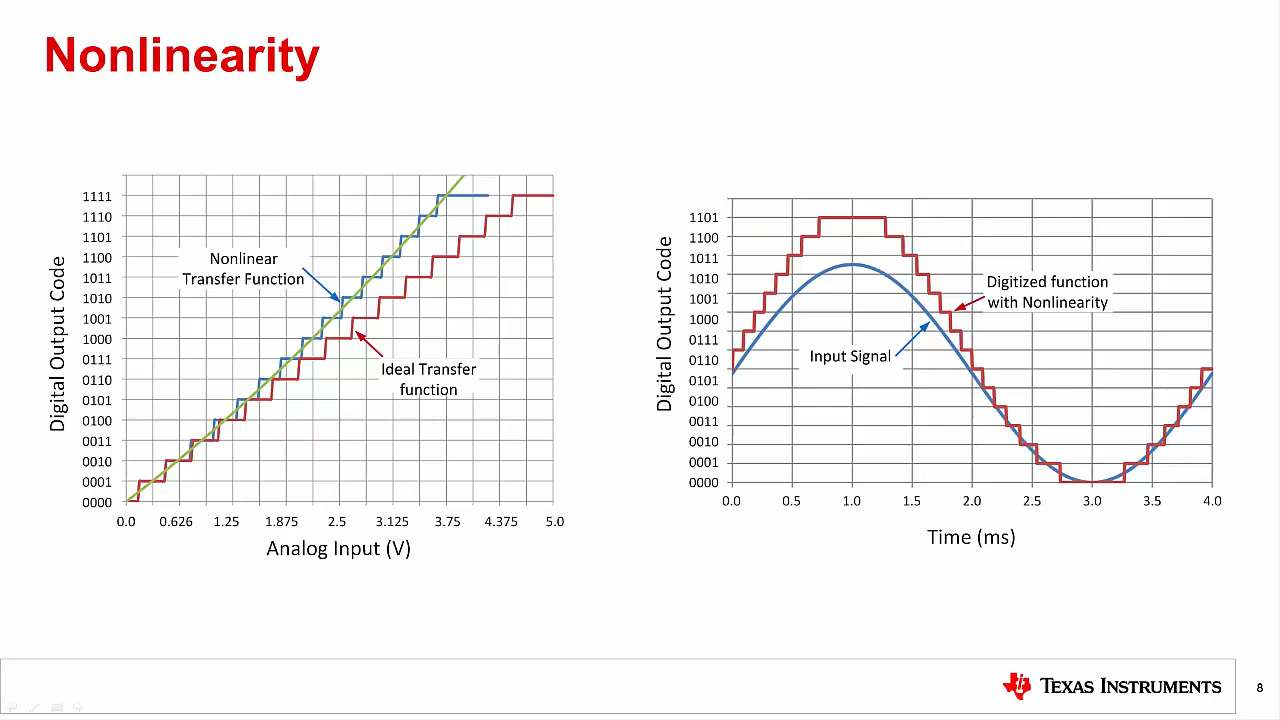 Nonlinearity
Digital Output Code
1111
1110
1101
1100
1011
1010
1001
1000
0111
0110
0101
0100
0011
0010
0001
0000
Nonlinear
Transfer Function
Ideal Transfer
function
0.0 0.626 1.25 1.875 2.5 3.125 3.75 4.375 5.0
Analog Input (V)
Digital Output Code
1101
1100
1011
1010
1001
1000
0111
0110
0101
0100
0011
0010
0001
0000
Digitized function
with Nonlinearity
Input Signal
0.0 0.5 1.0 1.5 2.0 2.5 3.0 3.5 4.0
Time (ms)
TEXAS INSTRUMENTS
8